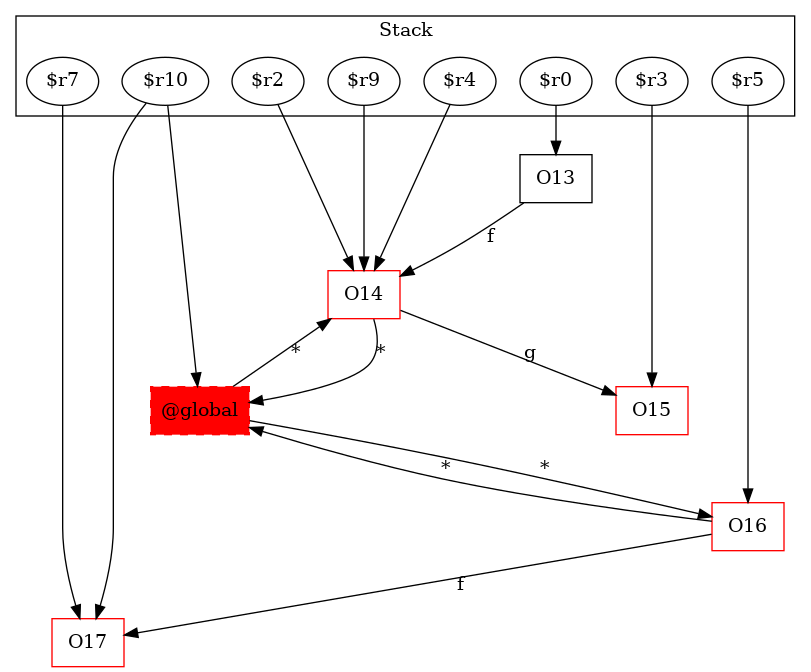 Stack
$r7 $r10 $r2 $r9 $r4 $r0 $r3 $r5
O13
f
O14
* * g
@global O15
* *
O16
f
O17